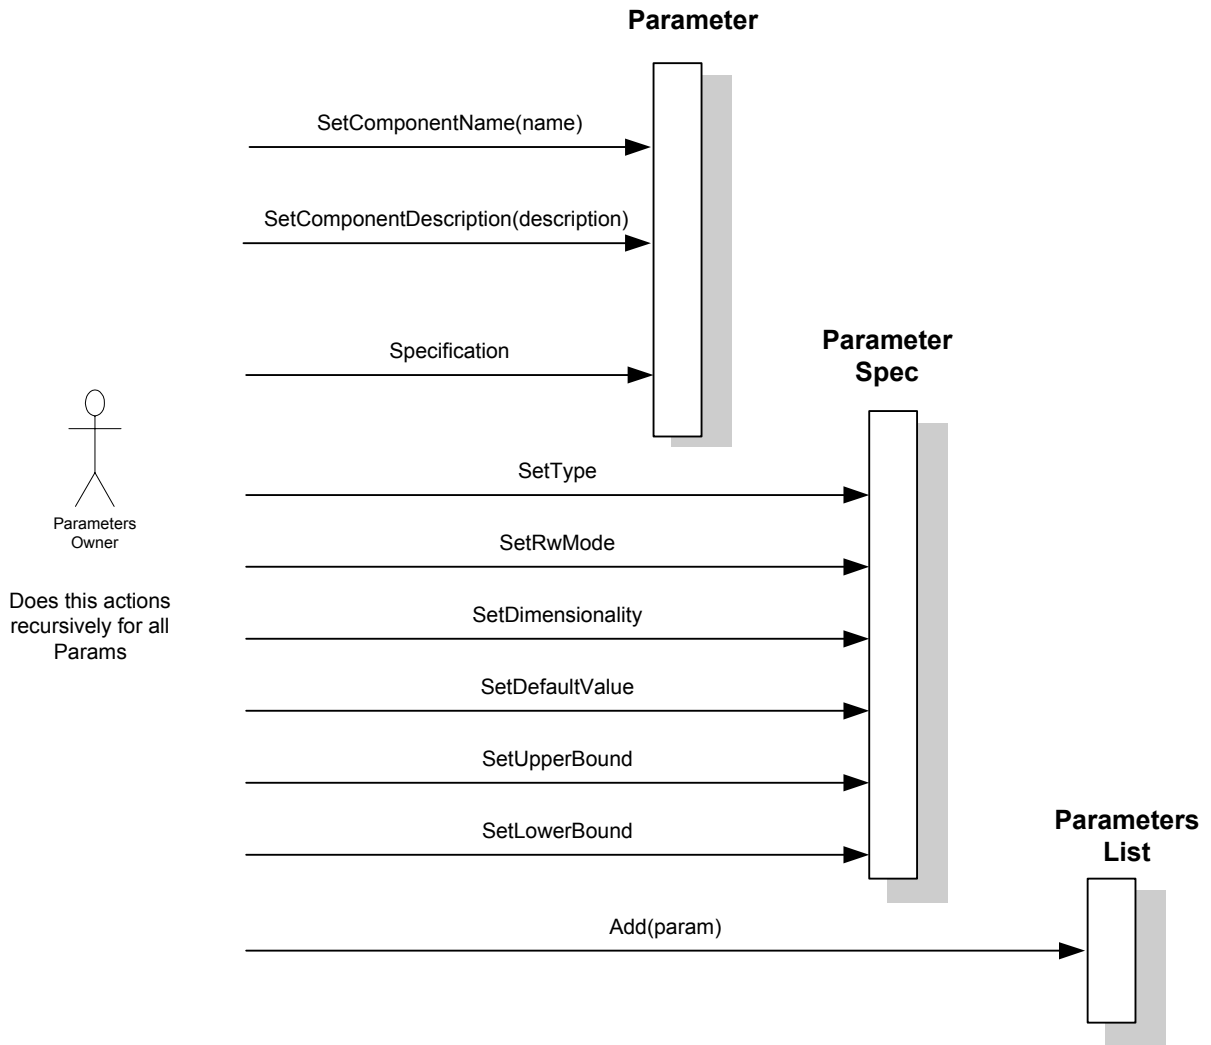 Parameter
SetComponentName(name)
SetComponentDescription(description)
Specification
Parameter
Spec
SetType
Parameters
Owner
SetRwMode
Does this actions
recursively for all
Params
SetDimensionality
SetDefaultValue
SetUpperBound
SetLowerBound
Parameters
List
Add(param)